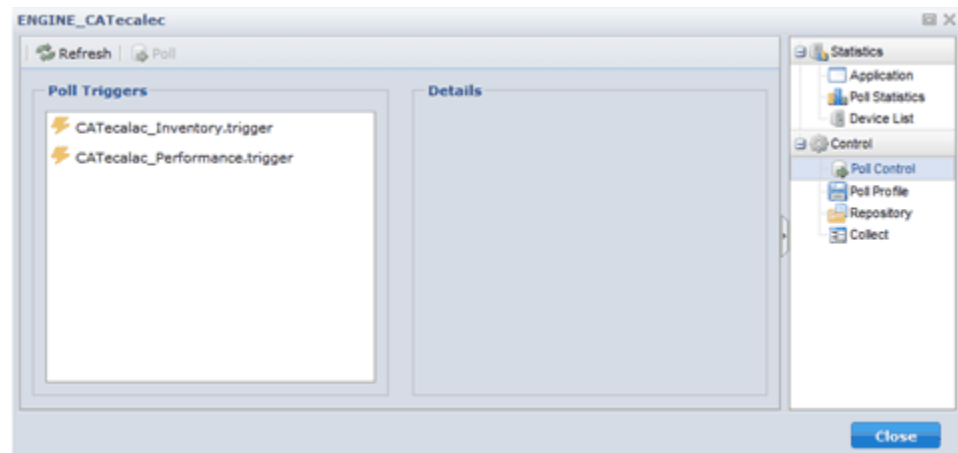 ENGINE_CATecalec
Refresh Poll
Poll Triggers
CATecalac_Inventory.trigger
CATecalac_Performance.trigger
Details
Statistics
Application
Poll Statistics
Device List
Control
Poll Control
Poll Profile
Repository
Collect
Close